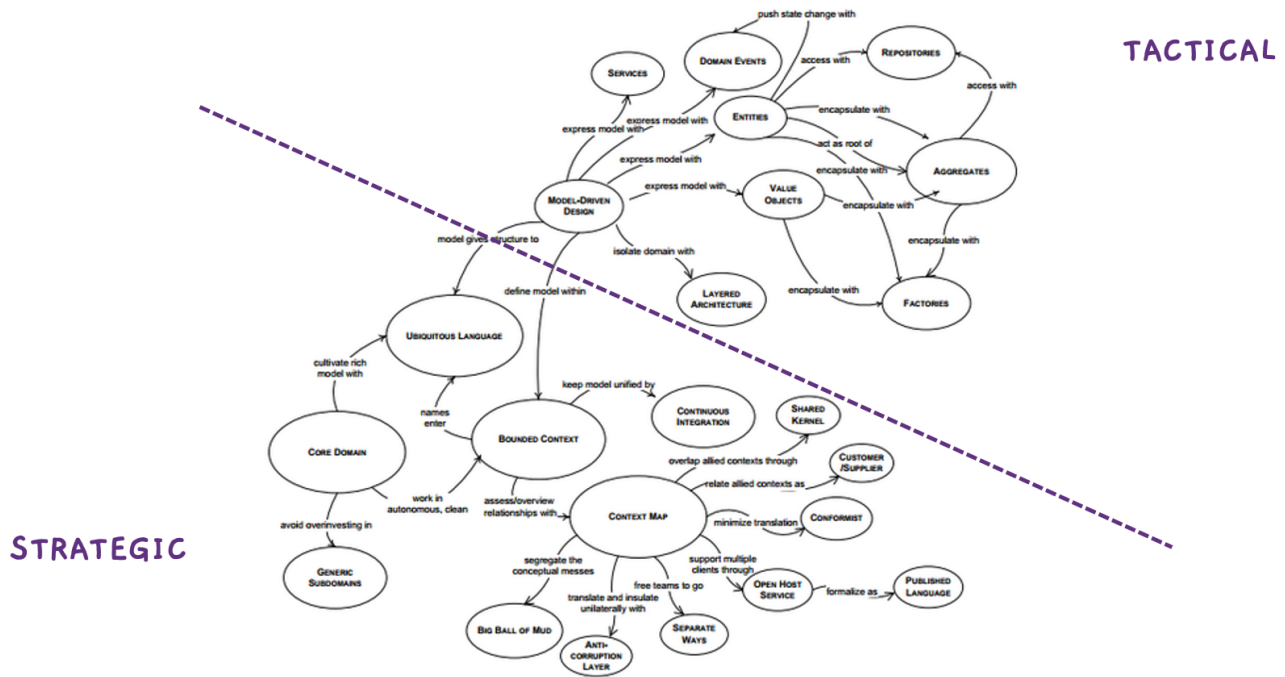 push state change with
TACTICAL
REPOSITORIES
DOMAIN EVENTS
access with
SERVICES
access with
encapsulate with
ENTITIES
express model with
express model with
act as root of
express model with
encapsulate with
AGGREGATES
express model with
VALUE
OBJECTS
MODEL-DRIVEN
DESIGN
encapsulate with
model gives structure to
encapsulate with
isolate domain with
define model within
encapsulate with
LAYERED
ARCHITECTURE
FACTORIES
UBIQUITOUS LANGUAGE
cultivate rich
model with
keep model unified by
names
enter
CONTINUOUS
INTEGRATION
SHARED
KERNEL
BOUNDED CONTEXT
CORE DOMAIN
overlap allied contexts through
CUSTOMER
/SUPPLIER
relate allied contexts as
work in
autonomous, clean
assess/overview
relationships with
CONTEXT MAP
minimize translation
CONFORMIST
avoid overinvesting in
STRATEGIC
segregate the
conceptual messes
support multiple
clients through
GENERIC
SUBDOMAINS
free teams to go
OPEN HOST
SERVICE
formalize as
PUBLISHED
LANGUAGE
translate and insulate
unilaterally with
BIG BALL OF MUD
SEPARATE
WAYS
ANTI-
CORRUPTION
LAYER